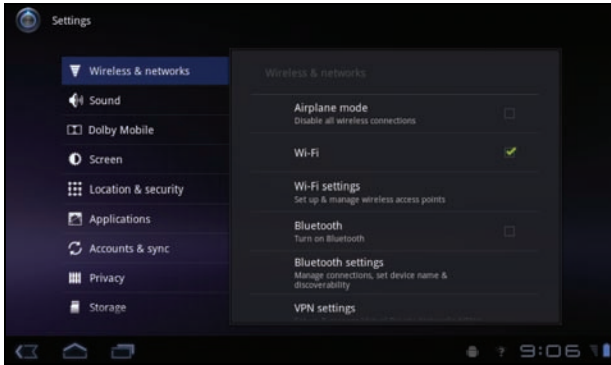 Settings
Wireless & networks
Sound
Dolby Mobile
Screen
Location & security
Applications
Accounts & sync
Privacy
Storage
Wireless & networks
Airplane mode
Disable all wireless connections
Wi-Fi
Wi-Fi settings
Set up & manage wireless access points
Bluetooth
Turn on Bluetooth
Bluetooth settings
Manage connections, set device name &
discoverability
VPN settings
? 9:06